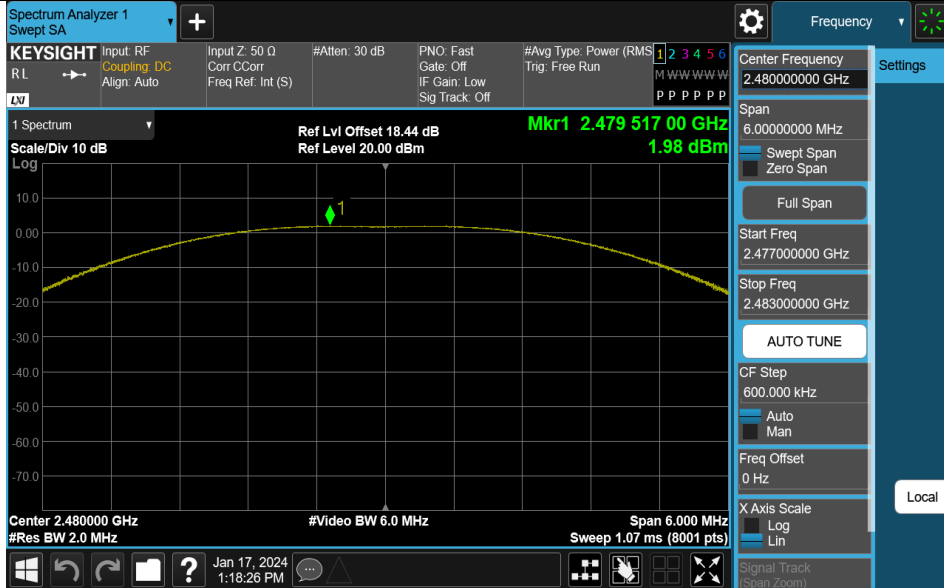 Spectrum Analyzer 1
Swept SA
+
Frequency
KEYSIGHT
R L
LXI
Input: RF
Coupling: DC
Align: Auto
Input Z: 50 Ω
Corr CCorr
Freq Ref: Int (S)
#Atten: 30 dB
PNO: Fast
Gate: Off
IF Gain: Low
Sig Track: Off
#Avg Type: Power (RMS
Trig: Free Run
1 2 3 4 5 6
M W W W W W
P P P P P P
Settings
Center Frequency
2.480000000 GHz
Span
6.00000000 MHz
Swept Span
Zero Span
Full Span
Start Freq
2.477000000 GHz
Stop Freq
2.483000000 GHz
AUTO TUNE
CF Step
600.000 kHz
Auto
Man
Freq Offset
0 Hz
X Axis Scale
Log
Lin
Signal Track
(Span Zoom)
Local
1 Spectrum
Scale/Div 10 dB
Log
Ref Lvl Offset 18.44 dB
Ref Level 20.00 dBm
Mkr1 2.479 517 00 GHz
1.98 dBm
1
10.0
0.00
-10.0
-20.0
-30.0
-40.0
-50.0
-60.0
-70.0
Center 2.480000 GHz
#Video BW 6.0 MHz
Span 6.000 MHz
#Res BW 2.0 MHz
Sweep 1.07 ms (8001 pts)
?
Jan 17, 2024
1:18:26 PM